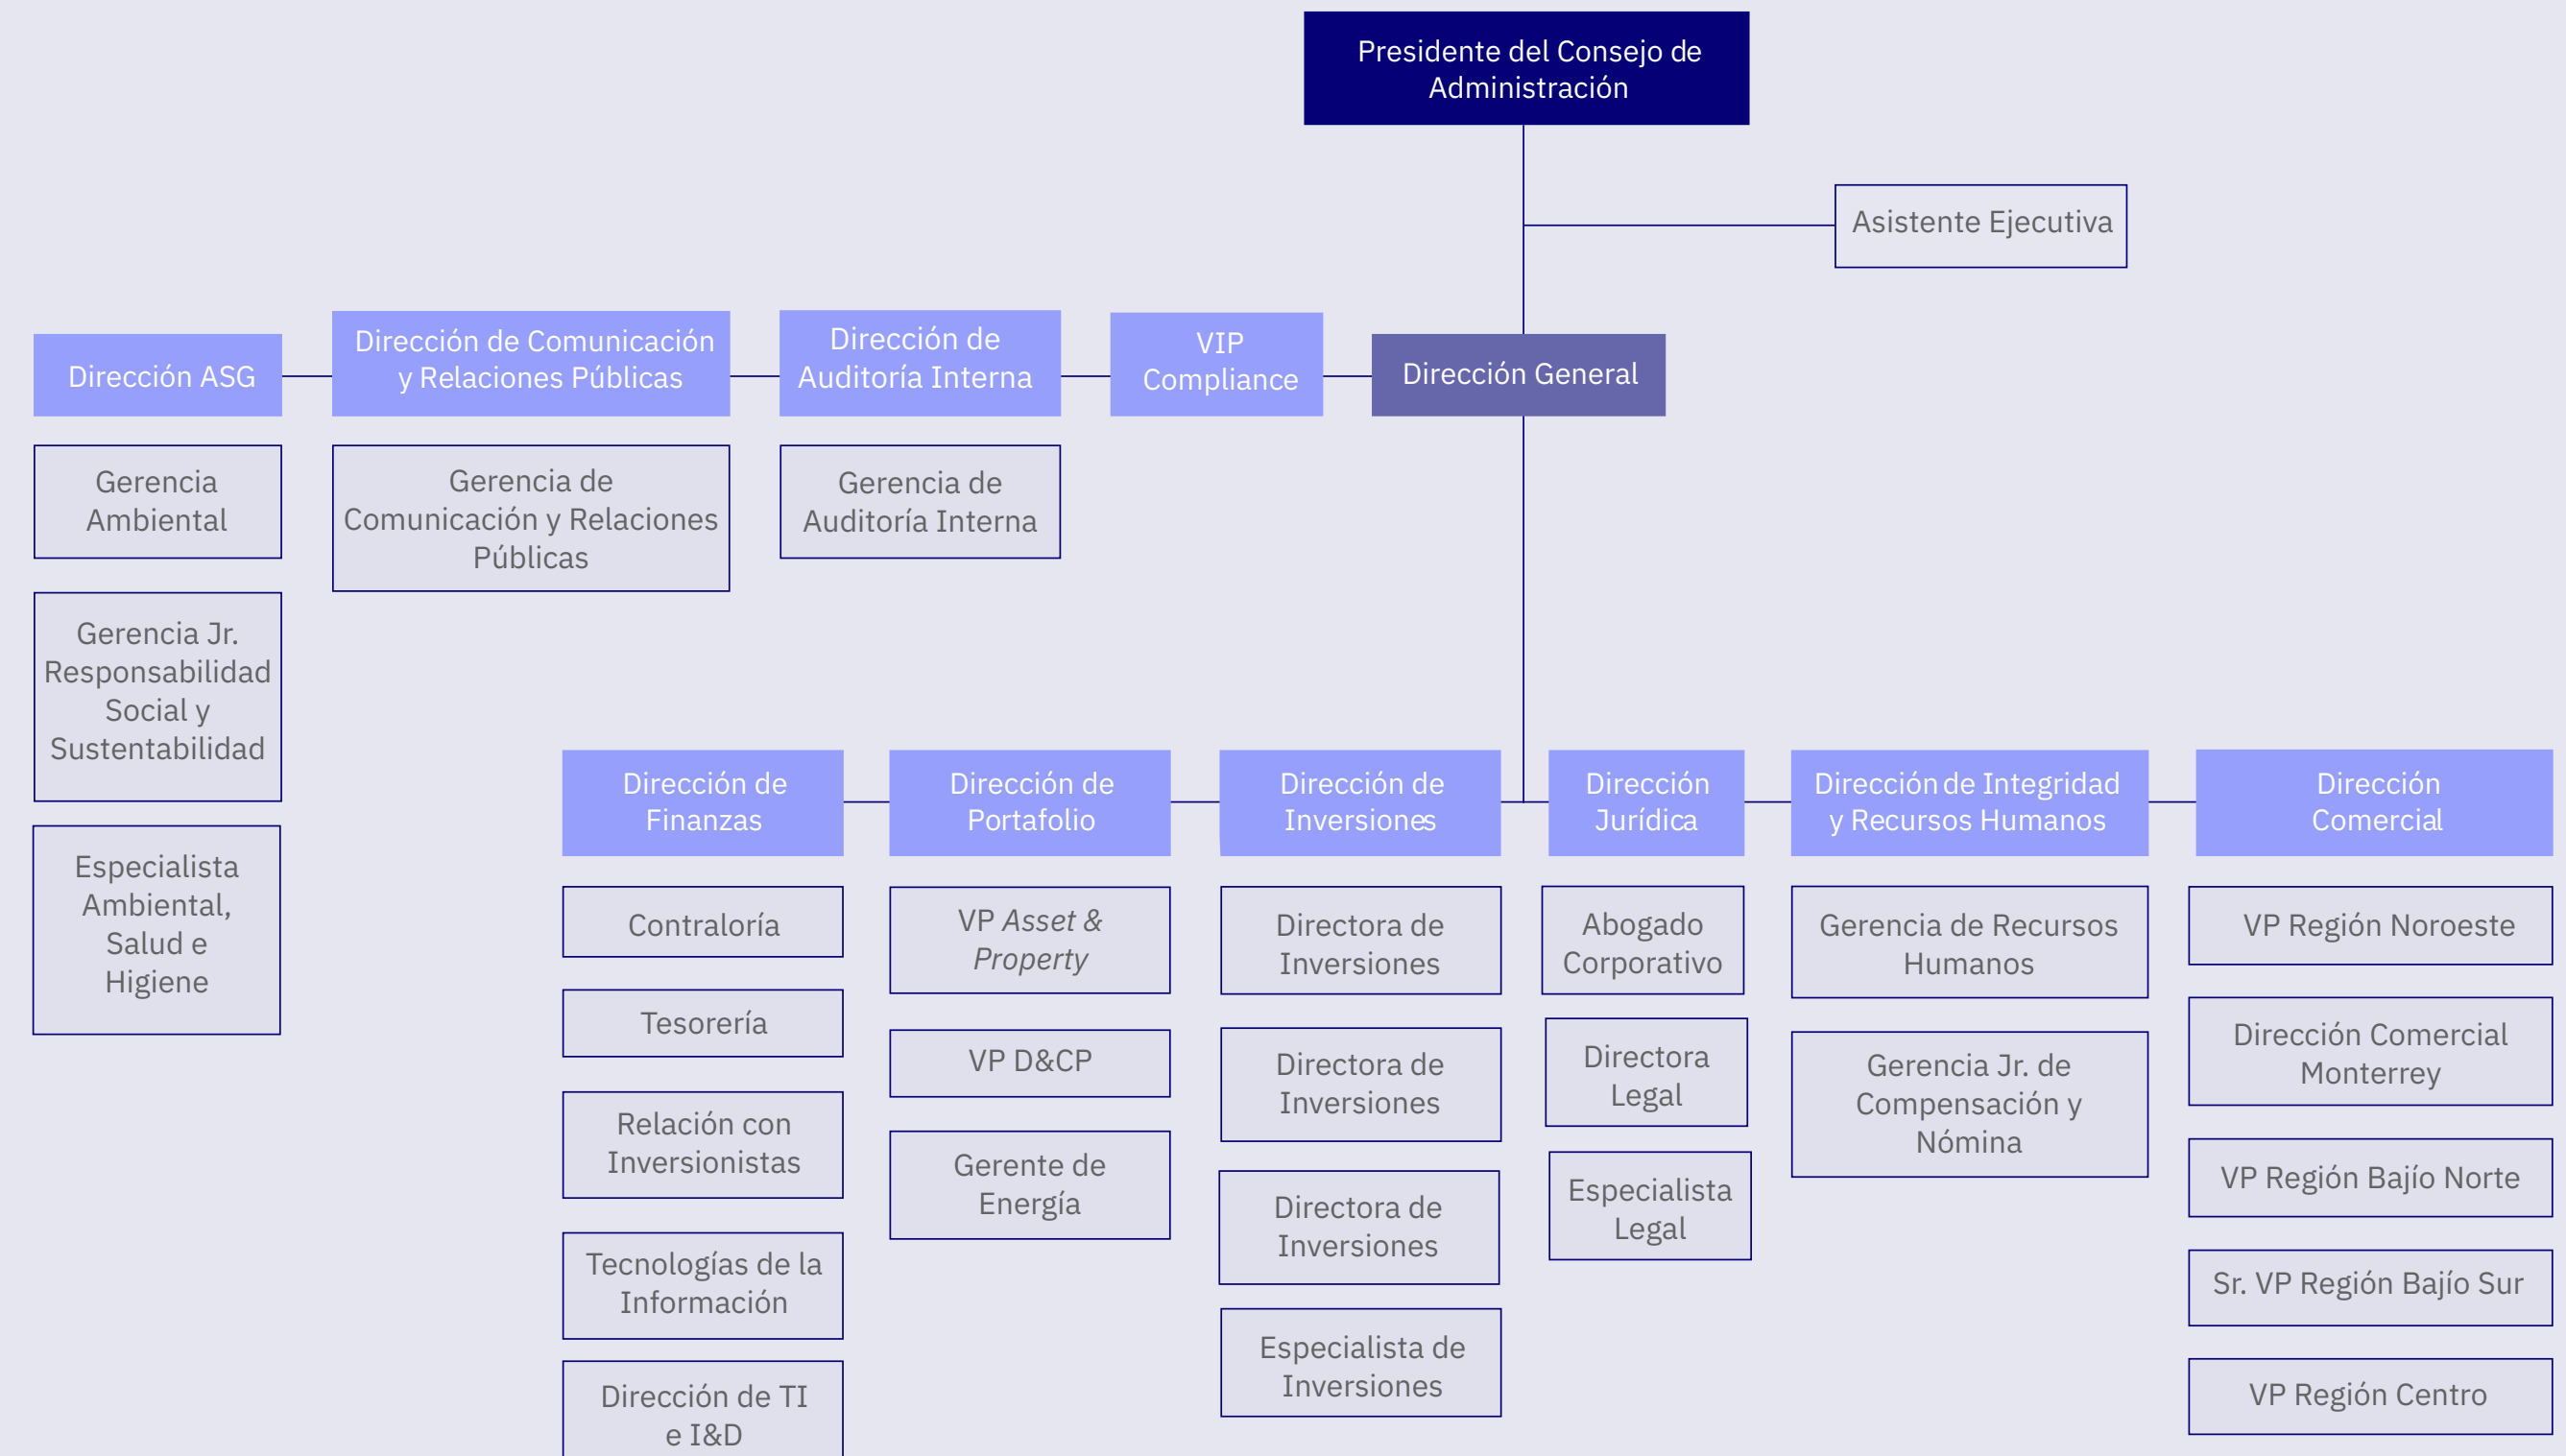 Presidente del Consejo de
Administración
Asistente Ejecutiva
Dirección ASG
Dirección de Comunicación
y Relaciones Públicas
Dirección de
Auditoría Interna
VIP
Compliance
Dirección General
Gerencia
Ambiental
Gerencia Jr.
Responsabilidad
Social y
Sustentabilidad
Especialista
Ambiental,
Salud e
Higiene
Gerencia de
Comunicación y Relaciones
Públicas
Gerencia de
Auditoría Interna
Dirección de
Finanzas
Contraloría
Tesorería
Relación con
Inversionistas
Tecnologías de la
Información
Dirección de TI
e I&D
Dirección de
Portafolio
VP Asset &
Property
VP D&CP
Gerente de
Energía
Dirección de
Inversiones
Directora de
Inversiones
Directora de
Inversiones
Directora de
Inversiones
Especialista de
Inversiones
Dirección
Jurídica
Abogado
Corporativo
Directora
Legal
Especialista
Legal
Dirección de Integridad
y Recursos Humanos
Gerencia de Recursos
Humanos
Gerencia Jr. de
Compensación y
Nómina
Dirección
Comercial
VP Región Noroeste
Dirección Comercial
Monterrey
VP Región Bajío Norte
Sr. VP Región Bajío Sur
VP Región Centro